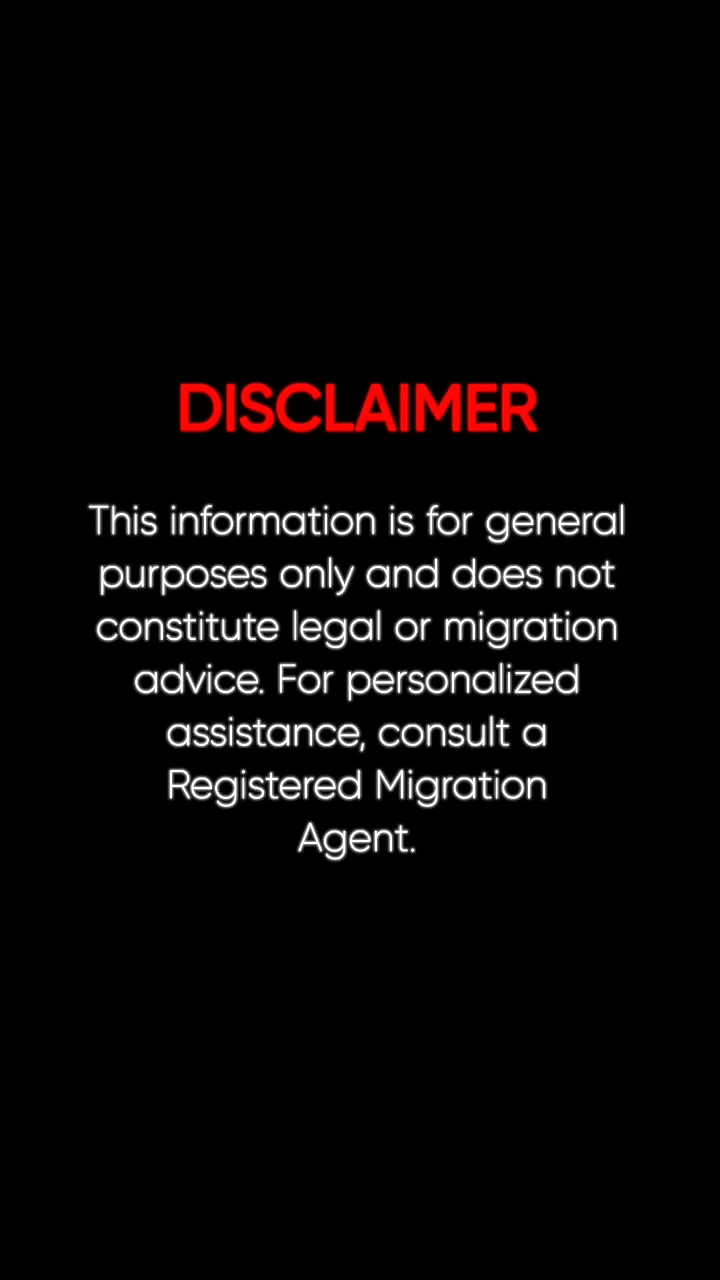 DISCLAIMER
This information is for general
purposes only and does not
constitute legal or migration
advice. For personalized
assistance, consult a
Registered Migration
Agent.